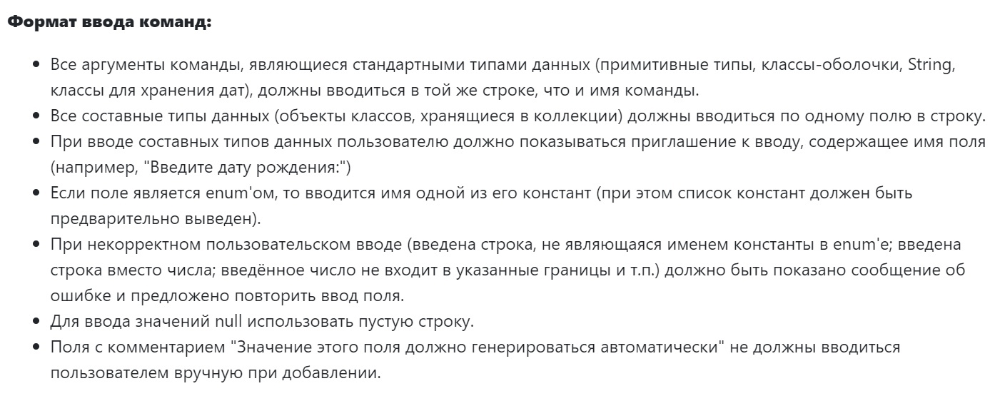 Формат ввода команд:
Все аргументы команды, являющиеся стандартными типами данных (примитивные типы, классы-оболочки, String,
классы для хранения дат), должны вводиться в той же строке, что и имя команды.
Все составные типы данных (объекты классов, хранящиеся в коллекции) должны вводиться по одному полю в строку.
При вводе составных типов данных пользователю должно показываться приглашение к вводу, содержащее имя поля
(например, "Введите дату рождения:")
Если поле является enum'ом, то вводится имя одной из его констант (при этом список констант должен быть
предварительно выведен).
При некорректном пользовательском вводе (введена строка, не являющаяся именем константы в enum'е; введена
строка вместо числа; введённое число не входит в указанные границы и т.п.) должно быть показано сообщение об
ошибке и предложено повторить ввод поля.
Для ввода значений null использовать пустую строку.
Поля с комментарием "Значение этого поля должно генерироваться автоматически" не должны вводиться
пользователем вручную при добавлении.